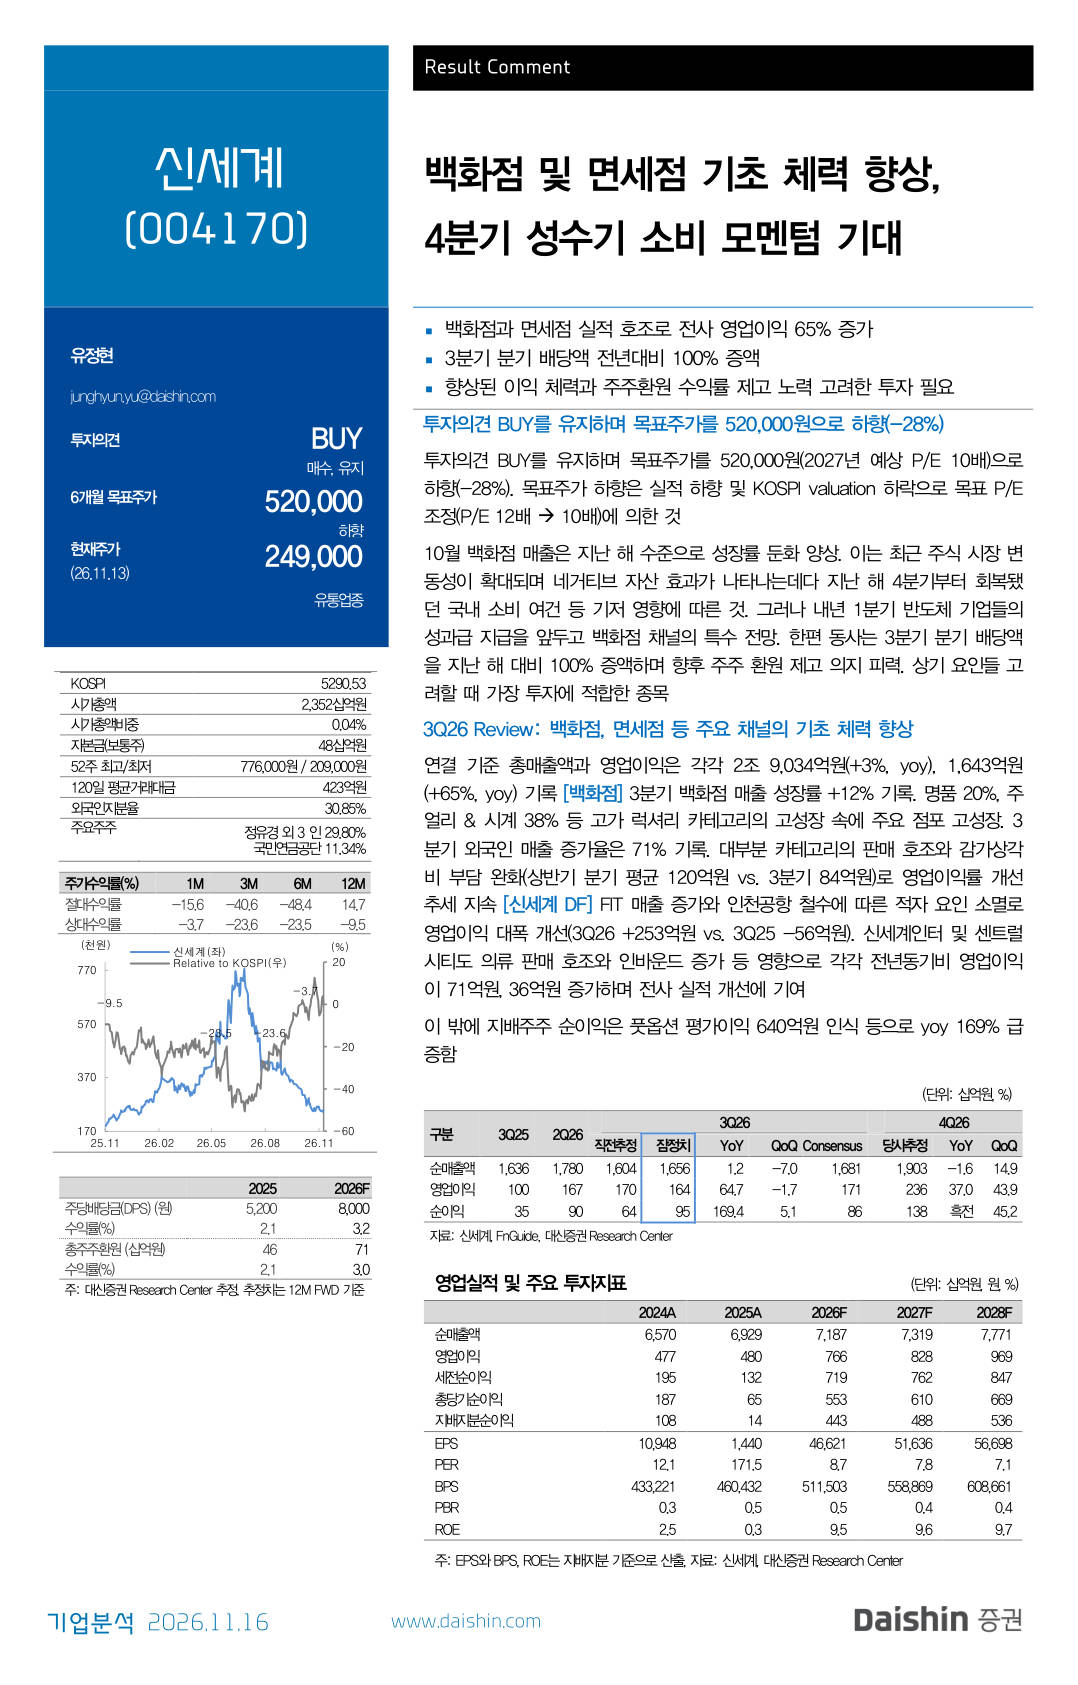 Result Comment
신세계
(004170)
백화점 및 면세점 기초 체력 향상,
4분기 성수기 소비 모멘텀 기대
유정현
junghyun.yu@daishin.com
투자의견 BUY
매수, 유지
6개월 목표주가 520,000
하향
현재주가 249,000
(26.11.13)
유통업종
KOSPI 5290.53
시가총액 2,352십억원
시가총액비중 0.04%
자본금(보통주) 48십억원
52주 최고/최저 776,000원 / 209,000원
120일 평균거래대금 423억원
외국인지분율 30.85%
주요주주 정유경 외 3 인 29.80%
국민연금공단 11.34%
주가수익률(%) 1M 3M 6M 12M
절대수익률 -15.6 -40.6 -48.4 14.7
상대수익률 -3.7 -23.6 -23.5 -9.5
(천원) 신세계(좌) (%)
Relative to KOSPI(우)
770 20
-9.5 -3.7 0
570 -23.5 -23.6 -20
370 -40
170 -60
25.11 26.02 26.05 26.08 26.11
2025 2026F
주당배당금(DPS) (원) 5,200 8,000
수익률(%) 2.1 3.2
총주주환원 (십억원) 46 71
수익률(%) 2.1 3.0
주: 대신증권 Research Center 추정, 추정치는 12M FWD 기준
▪ 백화점과 면세점 실적 호조로 전사 영업이익 65% 증가
▪ 3분기 분기 배당액 전년대비 100% 증액
▪ 향상된 이익 체력과 주주환원 수익률 제고 노력 고려한 투자 필요
투자의견 BUY를 유지하며 목표주가를 520,000원으로 하향(-28%)
투자의견 BUY를 유지하며 목표주가를 520,000원(2027년 예상 P/E 10배)으로
하향(-28%). 목표주가 하향은 실적 하향 및 KOSPI valuation 하락으로 목표 P/E
조정(P/E 12배 → 10배)에 의한 것
10월 백화점 매출은 지난 해 수준으로 성장률 둔화 양상. 이는 최근 주식 시장 변
동성이 확대되며 네거티브 자산 효과가 나타나는데다 지난 해 4분기부터 회복됐
던 국내 소비 여건 등 기저 영향에 따른 것. 그러나 내년 1분기 반도체 기업들의
성과급 지급을 앞두고 백화점 채널의 특수 전망. 한편 동사는 3분기 분기 배당액
을 지난 해 대비 100% 증액하며 향후 주주 환원 제고 의지 피력. 상기 요인들 고
려할 때 가장 투자에 적합한 종목
3Q26 Review: 백화점, 면세점 등 주요 채널의 기초 체력 향상
연결 기준 총매출액과 영업이익은 각각 2조 9,034억원(+3%, yoy), 1,643억원
(+65%, yoy) 기록 [백화점] 3분기 백화점 매출 성장률 +12% 기록. 명품 20%, 주
얼리 & 시계 38% 등 고가 럭셔리 카테고리의 고성장 속에 주요 점포 고성장. 3
분기 외국인 매출 증가율은 71% 기록. 대부분 카테고리의 판매 호조와 감가상각
비 부담 완화(상반기 분기 평균 120억원 vs. 3분기 84억원)로 영업이익률 개선
추세 지속 [신세계 DF] FIT 매출 증가와 인천공항 철수에 따른 적자 요인 소멸로
영업이익 대폭 개선(3Q26 +253억원 vs. 3Q25 -56억원). 신세계인터 및 센트럴
시티도 의류 판매 호조와 인바운드 증가 등 영향으로 각각 전년동기비 영업이익
이 71억원, 36억원 증가하며 전사 실적 개선에 기여
이 밖에 지배주주 순이익은 풋옵션 평가이익 640억원 인식 등으로 yoy 169% 급
증함
(단위: 십억원, %)
구분 3Q25 2Q26 3Q26 4Q26
직전추정 잠정치 YoY QoQ Consensus 당사추정 YoY QoQ
순매출액 1,636 1,780 1,604 1,656 1.2 -7.0 1,681 1,903 -1.6 14.9
영업이익 100 167 170 164 64.7 -1.7 171 236 37.0 43.9
순이익 35 90 64 95 169.4 5.1 86 138 흑전 45.2
자료: 신세계, FnGuide, 대신증권 Research Center
영업실적 및 주요 투자지표 (단위: 십억원, 원, %)
2024A 2025A 2026F 2027F 2028F
순매출액 6,570 6,929 7,187 7,319 7,771
영업이익 477 480 766 828 969
세전순이익 195 132 719 762 847
총당기순이익 187 65 553 610 669
지배지분순이익 108 14 443 488 536
EPS 10,948 1,440 46,621 51,636 56,698
PER 12.1 171.5 8.7 7.8 7.1
BPS 433,221 460,432 511,503 558,869 608,661
PBR 0.3 0.5 0.5 0.4 0.4
ROE 2.5 0.3 9.5 9.6 9.7
주: EPS와 BPS, ROE는 지배지분 기준으로 산출, 자료: 신세계, 대신증권 Research Center
기업분석 2026.11.16 www.daishin.com Daishin 증권